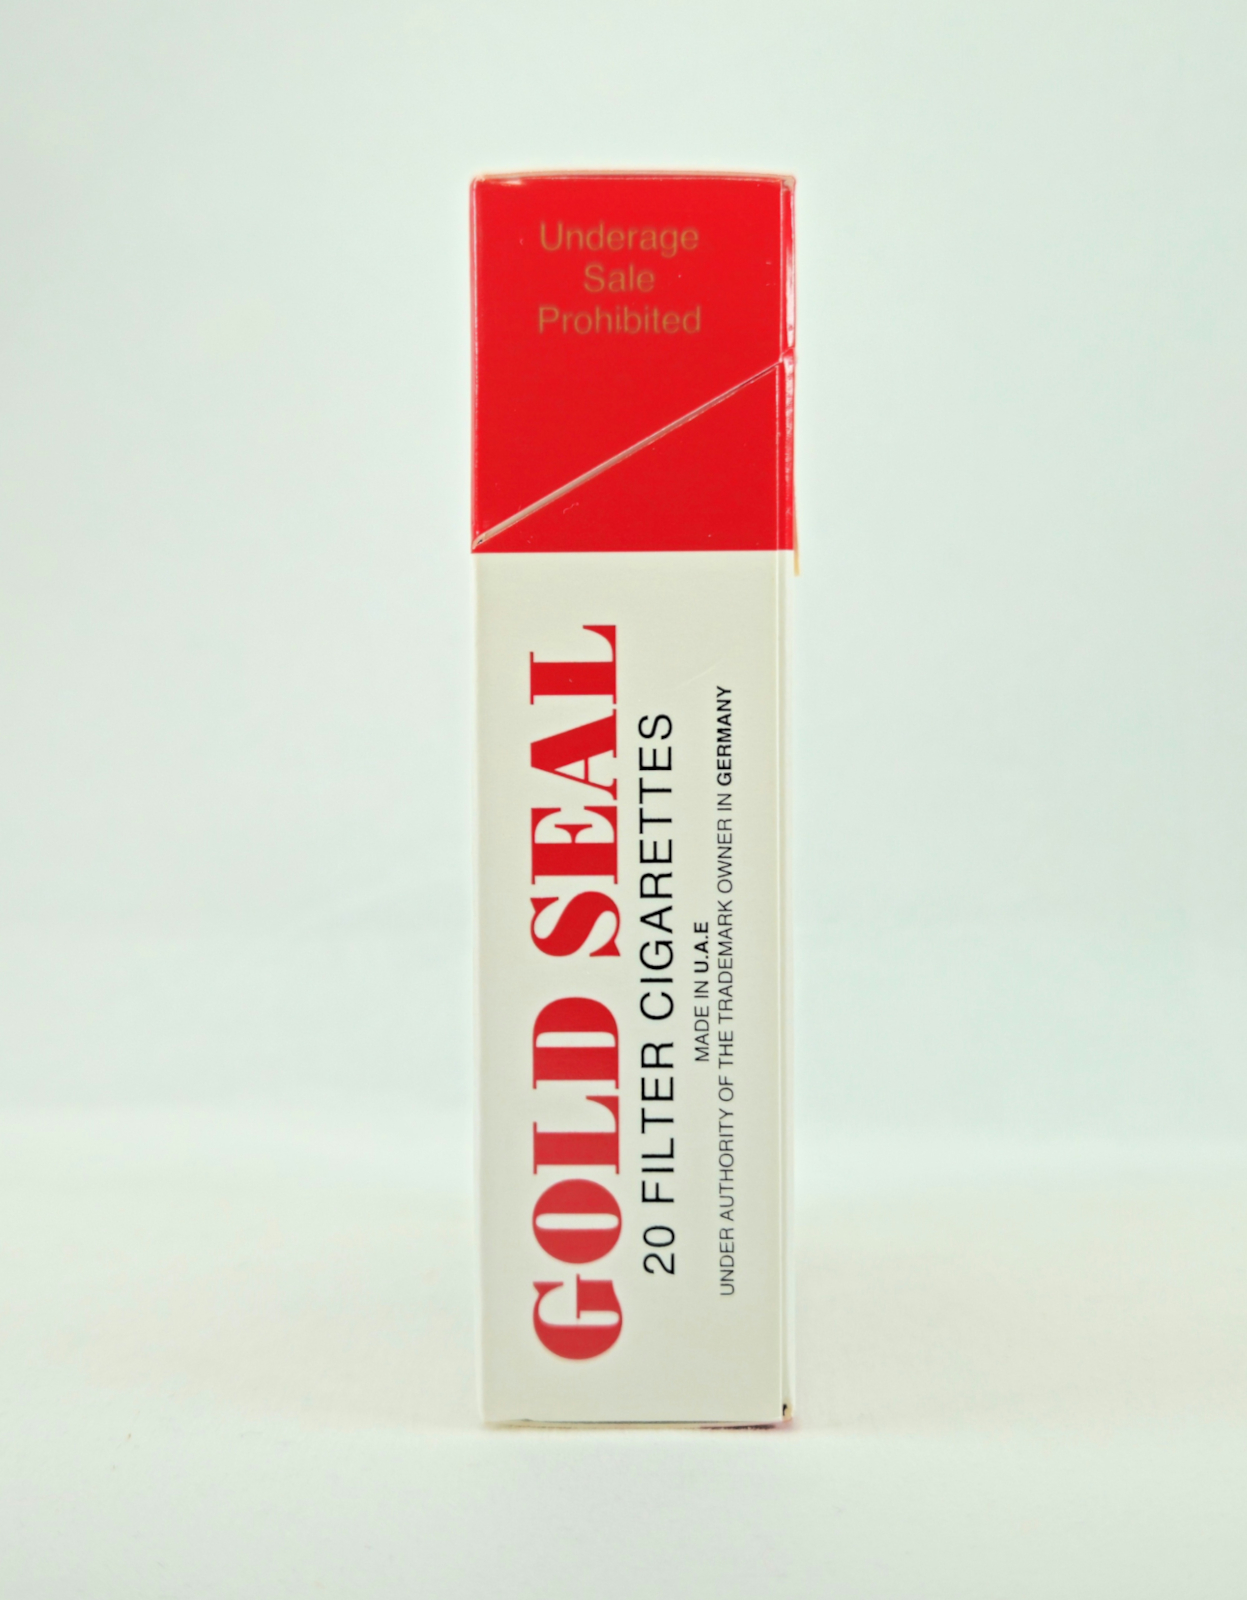 Underage
Sale
Prohibited
GOLD SEAL
20 FILTER CIGARETTES
MADE IN U.A.E
UNDER AUTHORITY OF THE TRADEMARK OWNER IN GERMANY